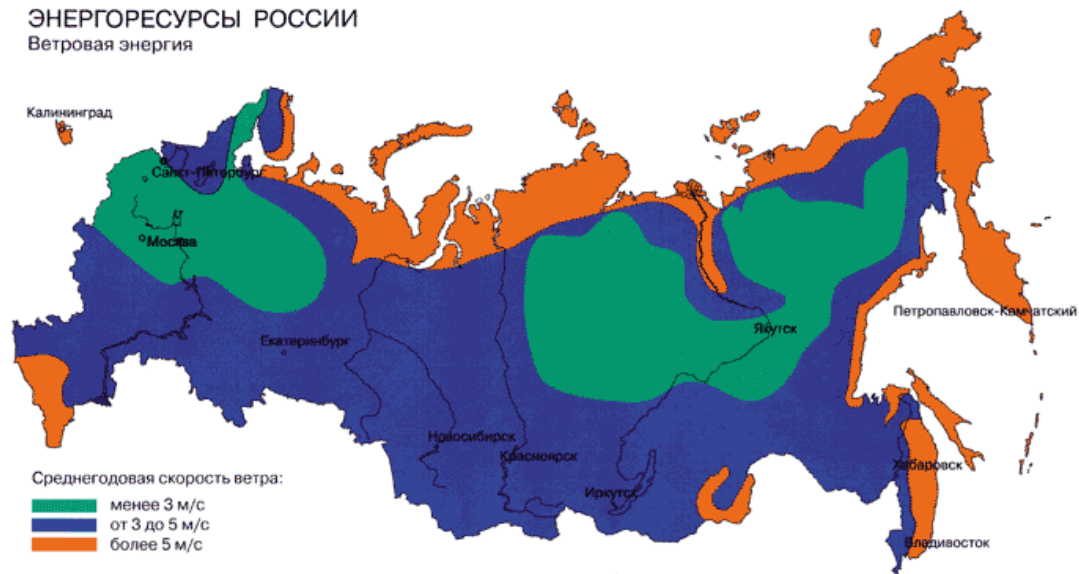 ЭНЕРГОРЕСУРСЫ РОССИИ
Ветровая энергия
Калининград
Санкт-Петербург
Москва
Петропавловск-Камчатский
Якутск
Екатеринбург
Новосибирск
Красноярск
Хабаровск
Иркутск
Владивосток
Среднегодовая скорость ветра:
менее 3 м/с
от 3 до 5 м/с
более 5 м/с